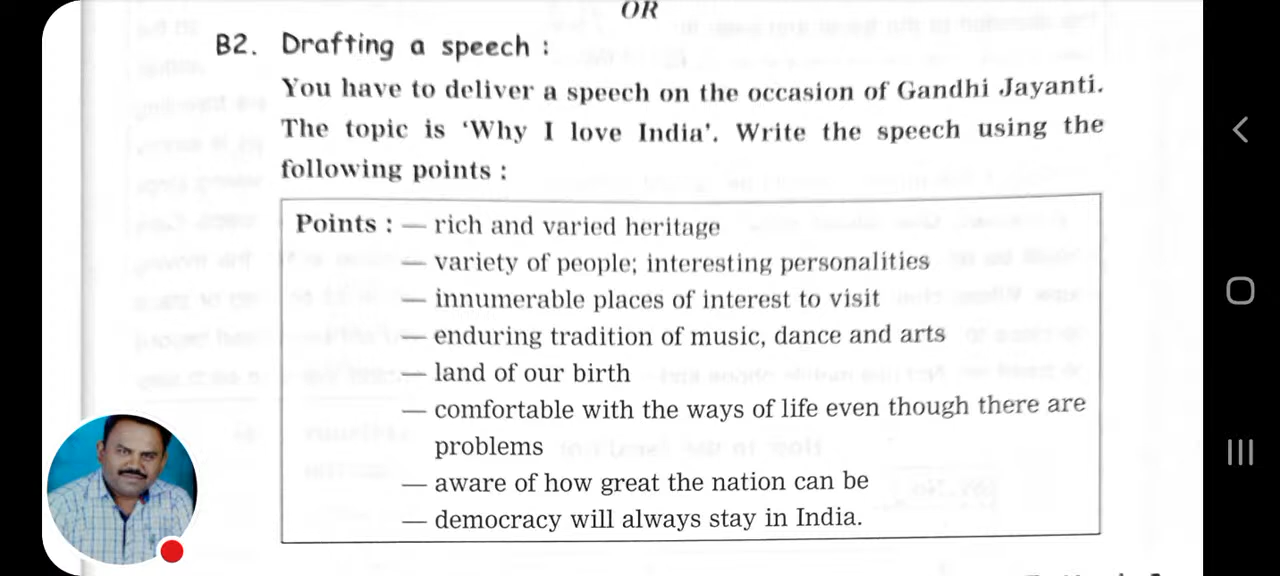 OR
B2. Drafting a speech :
You have to deliver a speech on the occasion of Gandhi Jayanti.
The topic is 'Why I love India'. Write the speech using the
following points :
Points : — rich and varied heritage
— variety of people; interesting personalities
— innumerable places of interest to visit
— enduring tradition of music, dance and arts
— land of our birth
— comfortable with the ways of life even though there are
problems
— aware of how great the nation can be
— democracy will always stay in India.